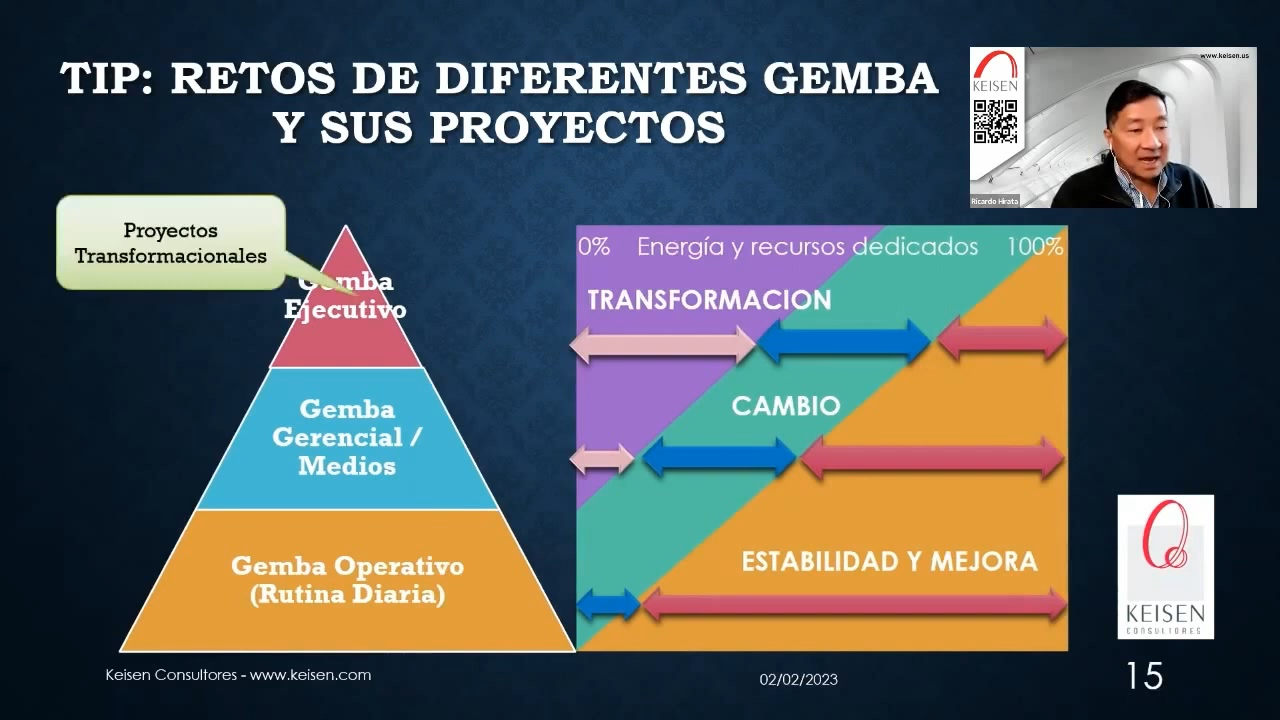 TIP: RETOS DE DIFERENTES GEMBA
Y SUS PROYECTOS
www.keisen.us
KEISEN
Ricardo Hirata
Proyectos
Transformacionales
Gemba
Ejecutivo
Gemba
Gerencial /
Medios
Gemba Operativo
(Rutina Diaria)
0% Energía y recursos dedicados 100%
TRANSFORMACION
CAMBIO
ESTABILIDAD Y MEJORA
KEISEN
CONSULTORES
Keisen Consultores - www.keisen.com
02/02/2023
15